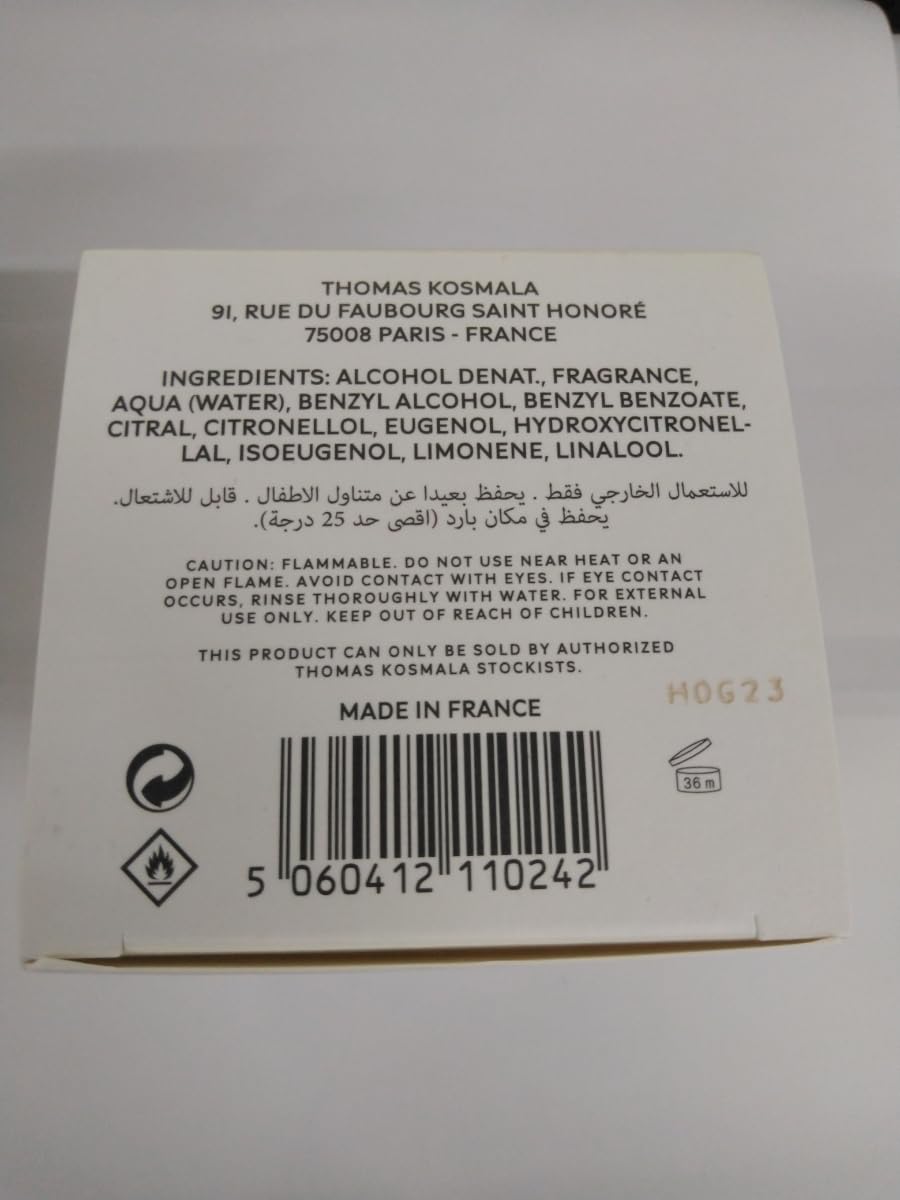 THOMAS KOSMALA
91, RUE DU FAUBOURG SAINT HONORÉ
75008 PARIS - FRANCE
INGREDIENTS: ALCOHOL DENAT., FRAGRANCE,
AQUA (WATER), BENZYL ALCOHOL, BENZYL BENZOATE,
CITRAL, CITRONELLOL, EUGENOL, HYDROXYCITRONEL-
LAL, ISOEUGENOL, LIMONENE, LINALOOL.
للاستعمال الخارجي فقط . يحفظ بعيدا عن متناول الاطفال . قابل للاشتعال.
يحفظ في مكان بارد (اقصى حد 25 درجة).
CAUTION: FLAMMABLE. DO NOT USE NEAR HEAT OR AN
OPEN FLAME. AVOID CONTACT WITH EYES. IF EYE CONTACT
OCCURS, RINSE THOROUGHLY WITH WATER. FOR EXTERNAL
USE ONLY. KEEP OUT OF REACH OF CHILDREN.
THIS PRODUCT CAN ONLY BE SOLD BY AUTHORIZED
THOMAS KOSMALA STOCKISTS.
H0G23
MADE IN FRANCE
36 m
5 060412 110242